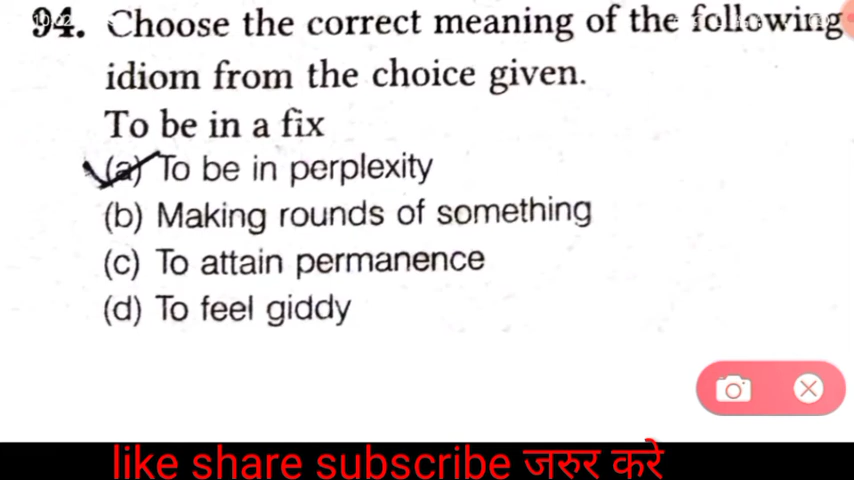 94. Choose the correct meaning of the following
idiom from the choice given.
To be in a fix
(a) To be in perplexity
(b) Making rounds of something
(c) To attain permanence
(d) To feel giddy
like share subscribe जरुर करे